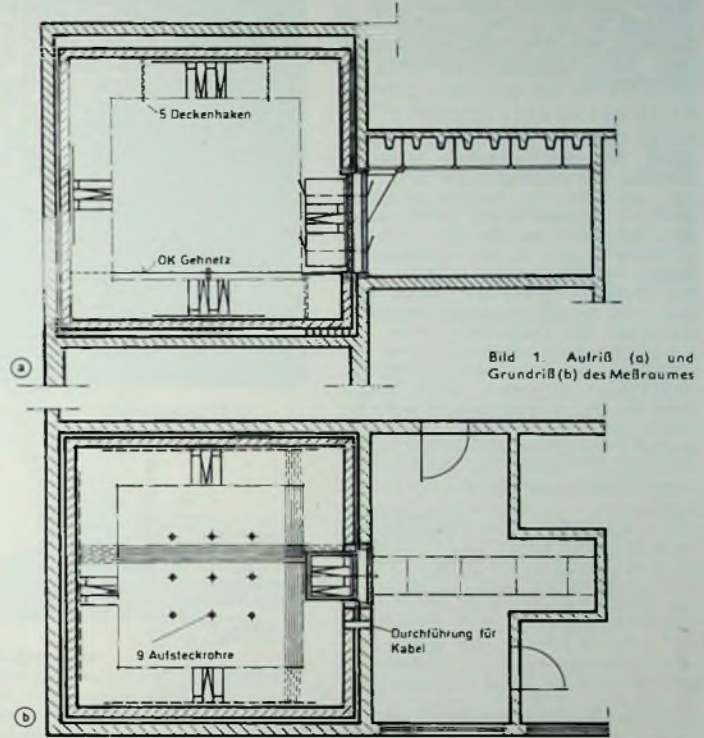 5 Deckenhaken
OK Gehnetz
a
Bild 1. Aufriß (a) und
Grundriß (b) des Meßraumes
9 Aufsteckrohre
Durchführung für
Kabel
b